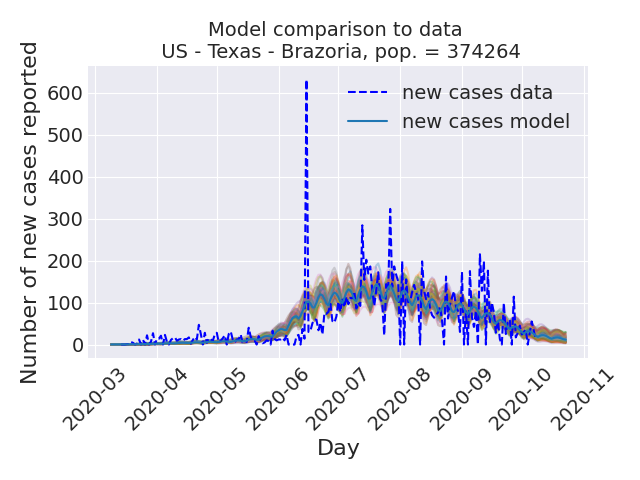 Model comparison to data
US - Texas - Brazoria, pop. = 374264
Number of new cases reported
600
500
400
300
200
100
0
new cases data
new cases model
2020-03
2020-04
2020-05
2020-06
2020-07
2020-08
2020-09
2020-10
2020-11
Day